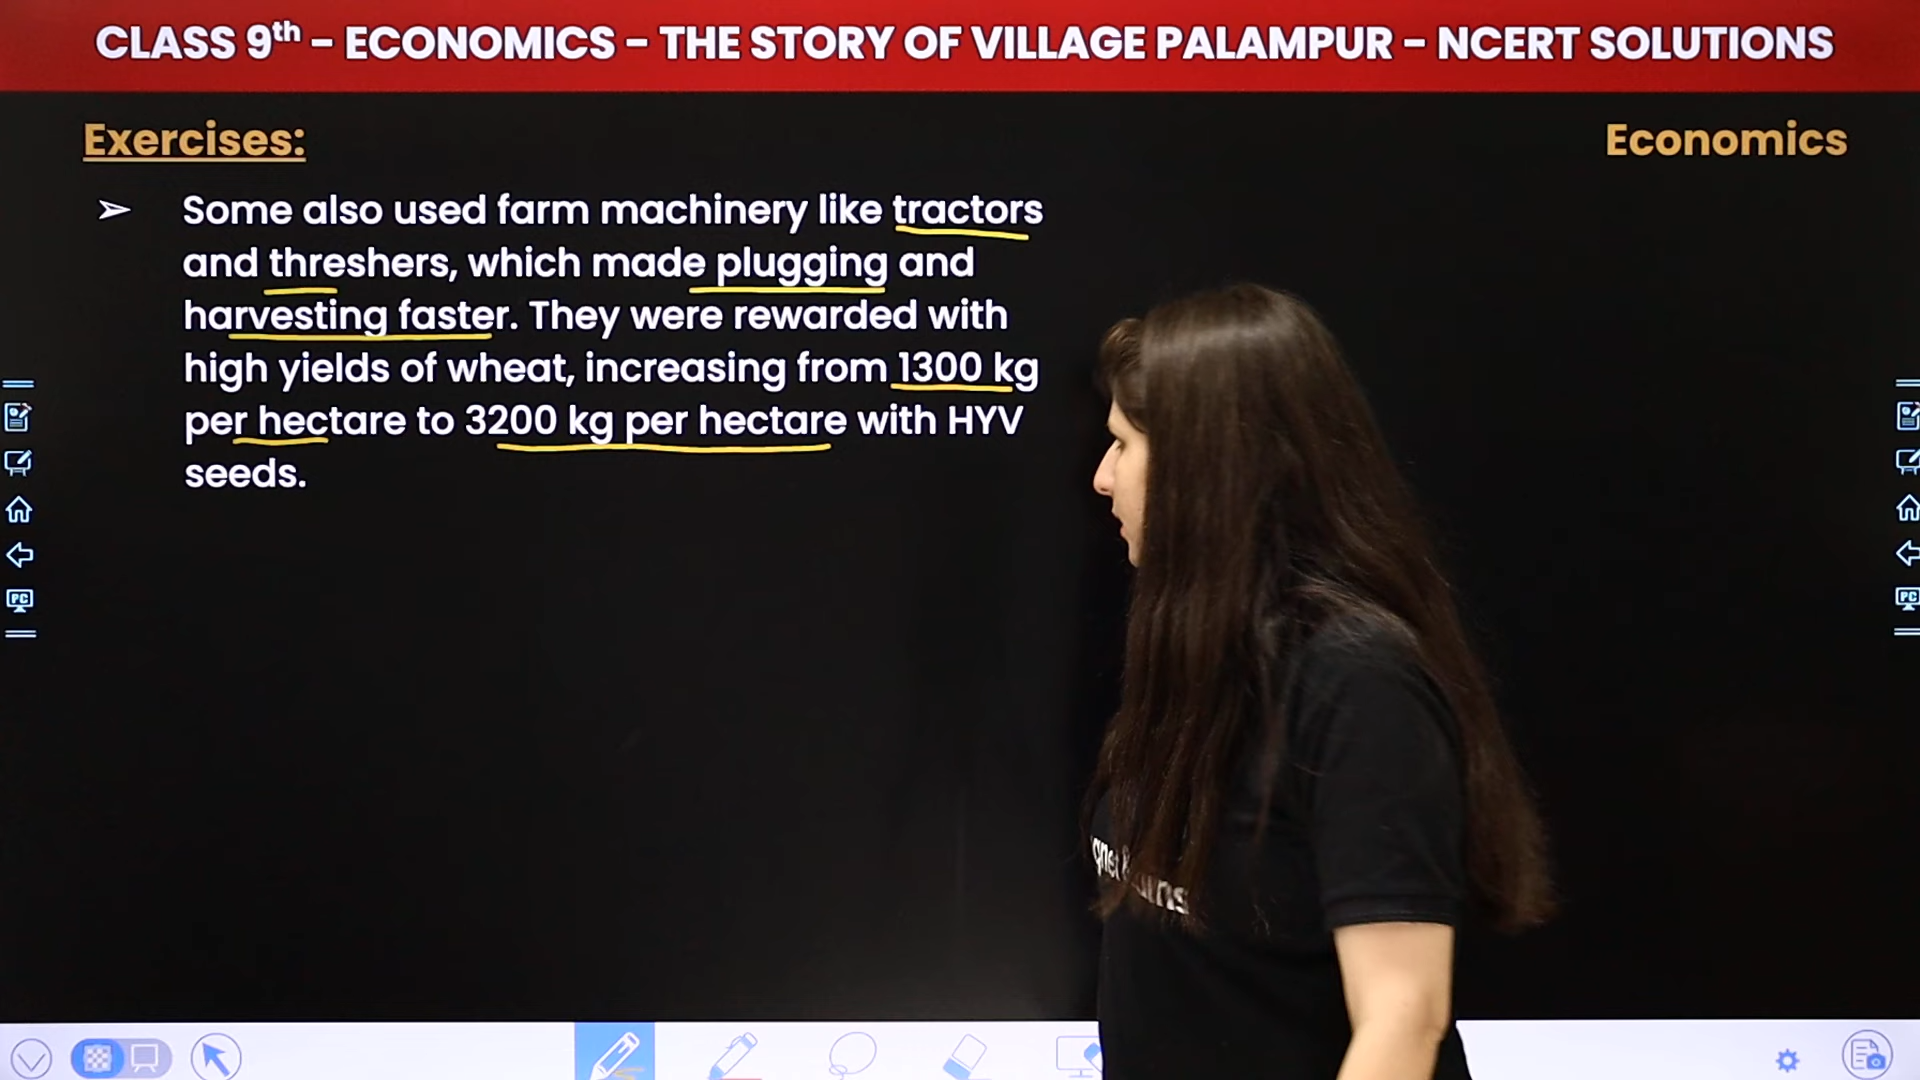 CLASS 9th – ECONOMICS – THE STORY OF VILLAGE PALAMPUR – NCERT SOLUTIONS
Exercises:
Economics
➢ Some also used farm machinery like tractors
and threshers, which made plugging and
harvesting faster. They were rewarded with
high yields of wheat, increasing from 1300 kg
per hectare to 3200 kg per hectare with HYV
seeds.
PC
PC